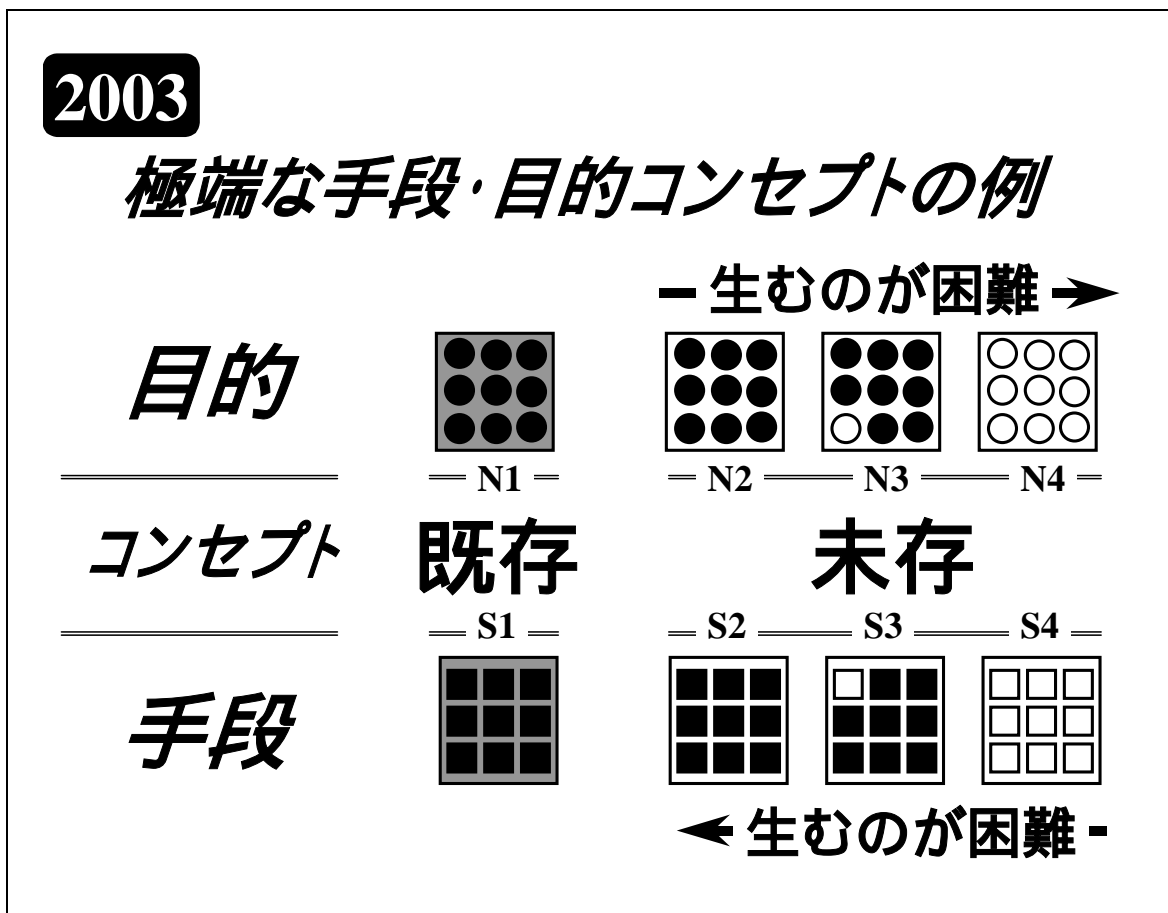 2003
極端な手段・目的コンセプトの例
生むのが困難
目的
N1 N2 N3 N4
コンセプト 既存 未存
S1 S2 S3 S4
手段
生むのが困難